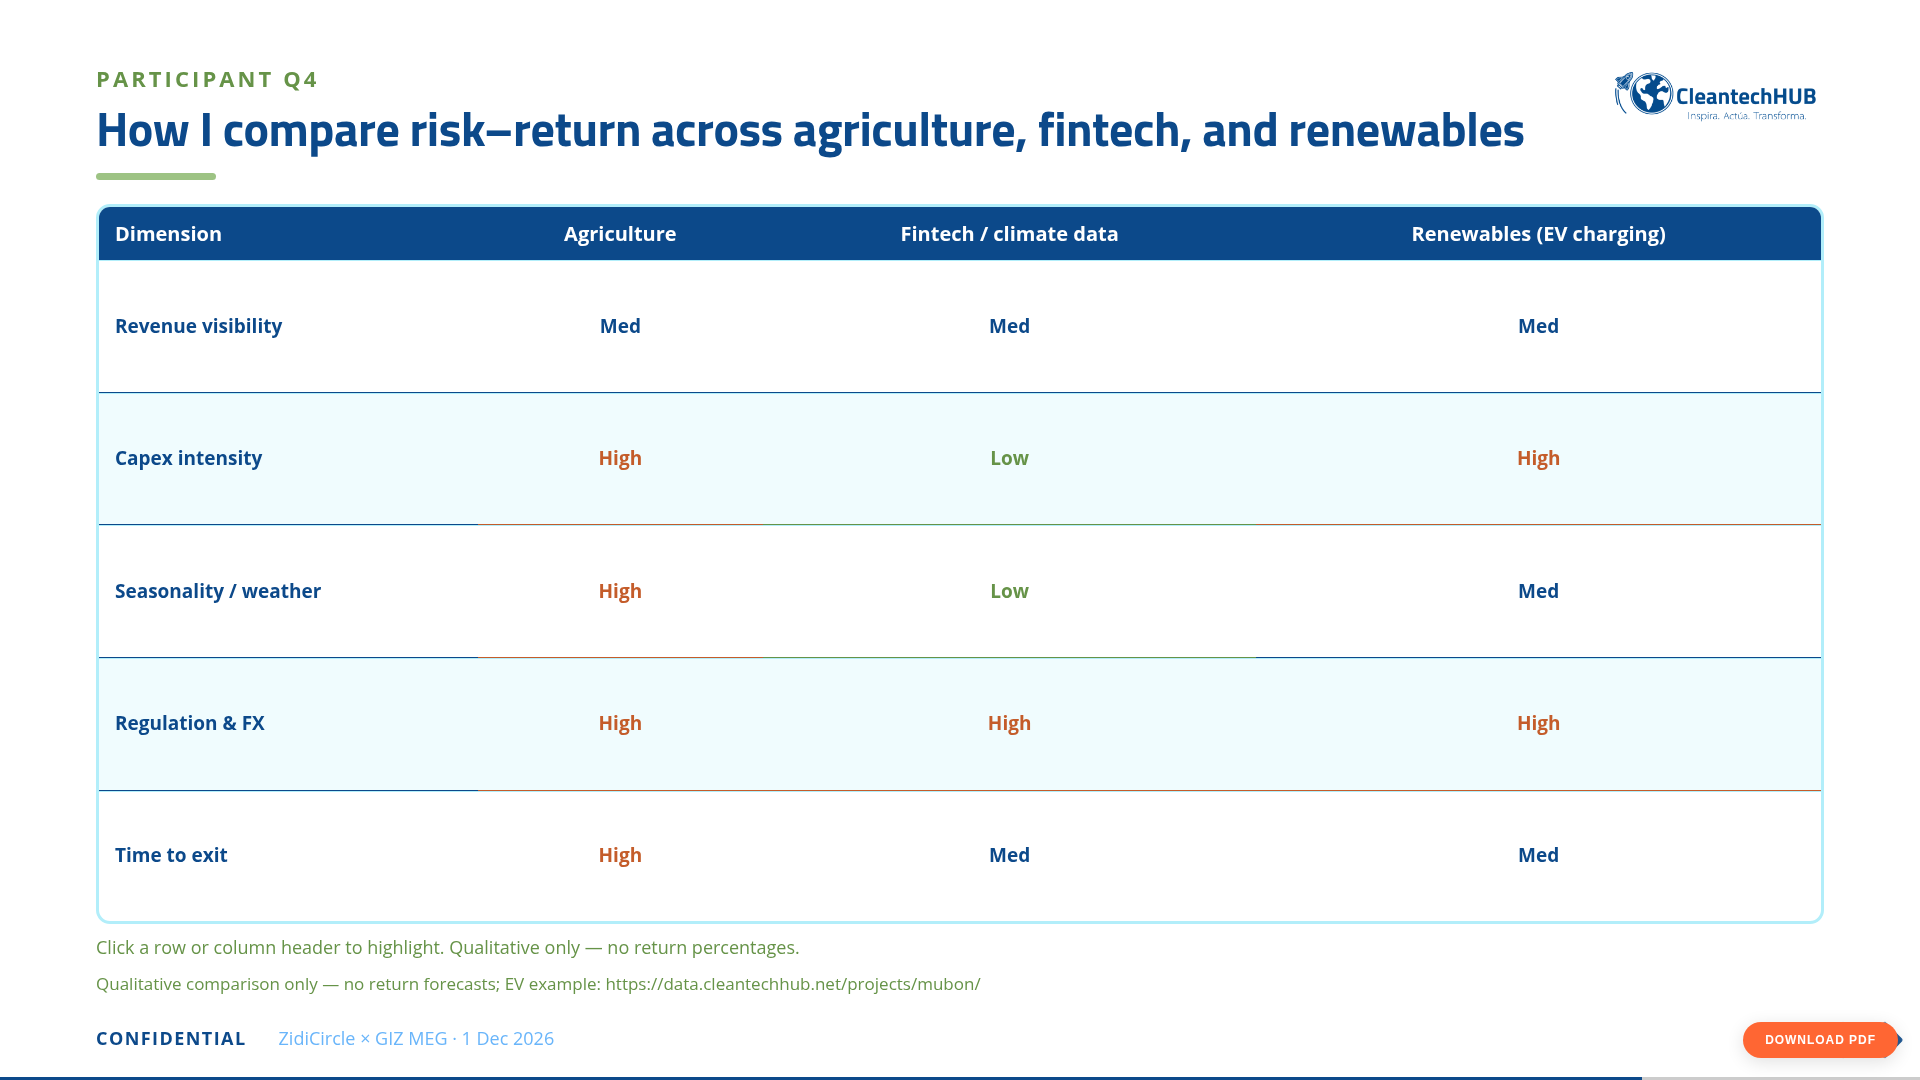 PARTICIPANT Q4
How I compare risk–return across agriculture, fintech, and renewables
CleantechHUB
Inspira. Actúa. Transforma.
Dimension Agriculture Fintech / climate data Renewables (EV charging)
Revenue visibility Med Med Med
Capex intensity High Low High
Seasonality / weather High Low Med
Regulation & FX High High High
Time to exit High Med Med
Click a row or column header to highlight. Qualitative only — no return percentages.
Qualitative comparison only — no return forecasts; EV example: https://data.cleantechhub.net/projects/mubon/
CONFIDENTIAL ZidiCircle × GIZ MEG · 1 Dec 2026
DOWNLOAD PDF